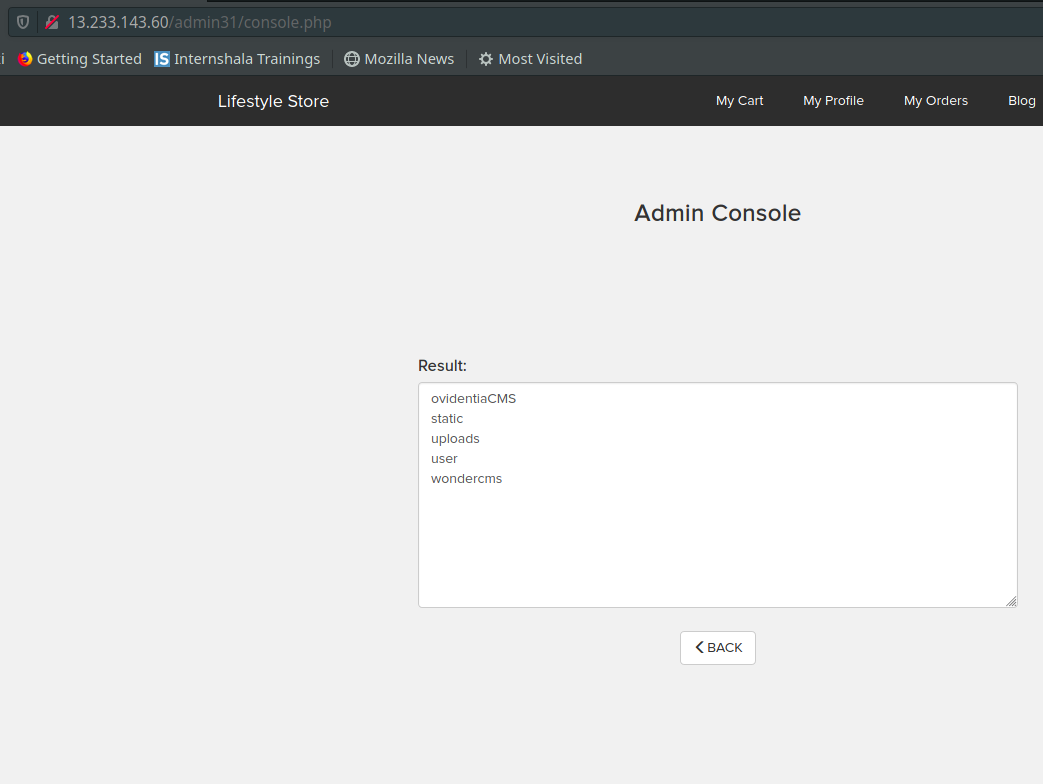 13.233.143.60/admin31/console.php
Getting Started IS Internshala Trainings Mozilla News Most Visited
Lifestyle Store My Cart My Profile My Orders Blog
Admin Console
Result:
ovidentiaCMS
static
uploads
user
wondercms
BACK